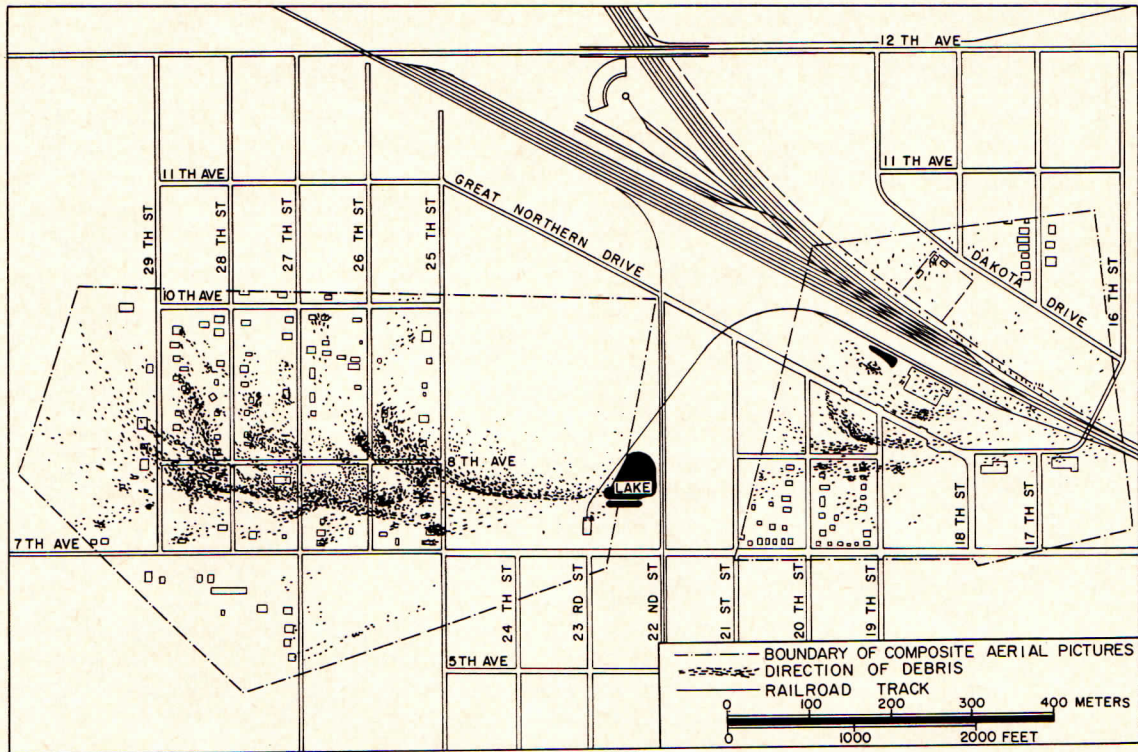 12 TH AVE
11 TH AVE
11 TH AVE
GREAT NORTHERN DRIVE
29 TH ST
28 TH ST
27 TH ST
26 TH ST
25 TH ST
DAKOTA DRIVE
16 TH ST
10 TH AVE
8 TH AVE
LAKE
7 TH AVE
18 TH ST
17 TH ST
24 TH ST
23 RD ST
22 ND ST
21 ST ST
20 TH ST
19 TH ST
5 TH AVE
BOUNDARY OF COMPOSITE AERIAL PICTURES
DIRECTION OF DEBRIS
RAILROAD TRACK
0 100 200 300 400 METERS
0 1000 2000 FEET